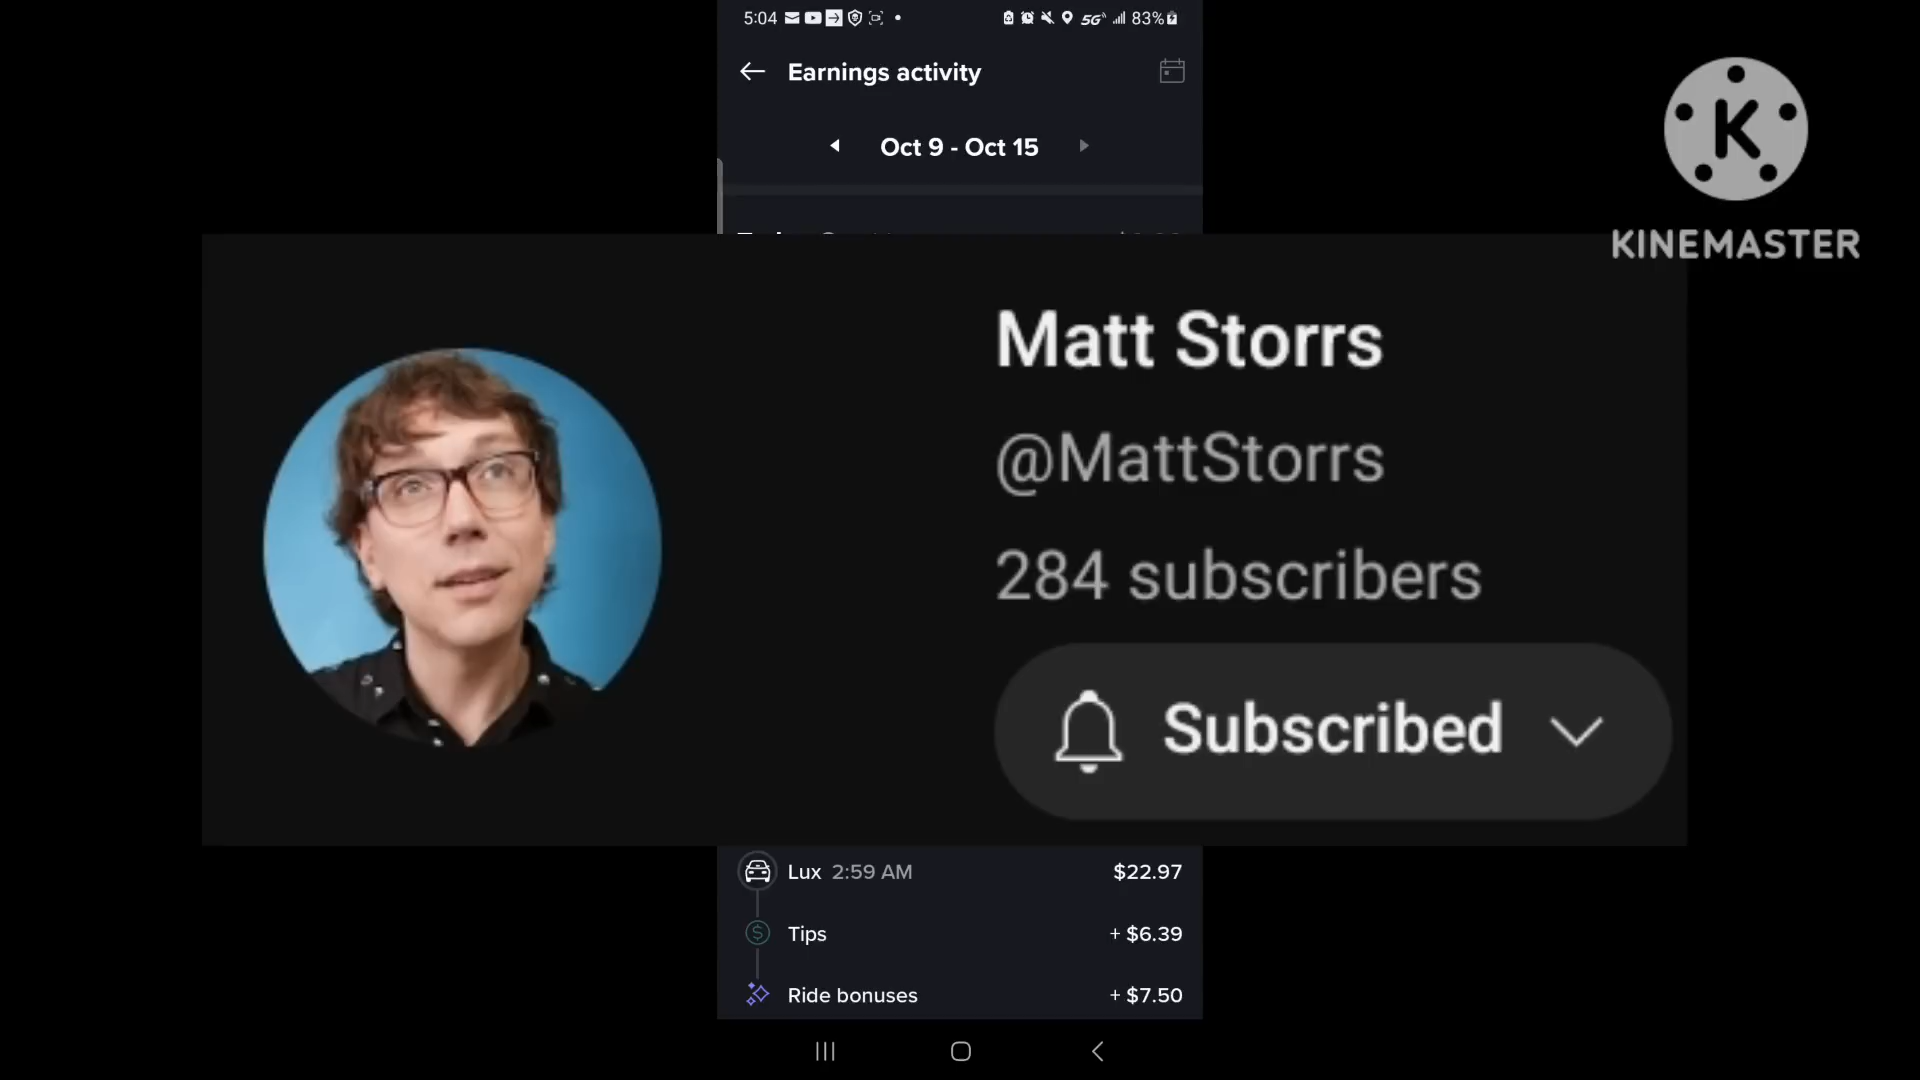 5:04 5G 83%
Earnings activity
Oct 9 - Oct 15
K
KINEMASTER
Matt Storrs
@MattStorrs
284 subscribers
Subscribed
Lux 2:59 AM $22.97
Tips + $6.39
Ride bonuses + $7.50